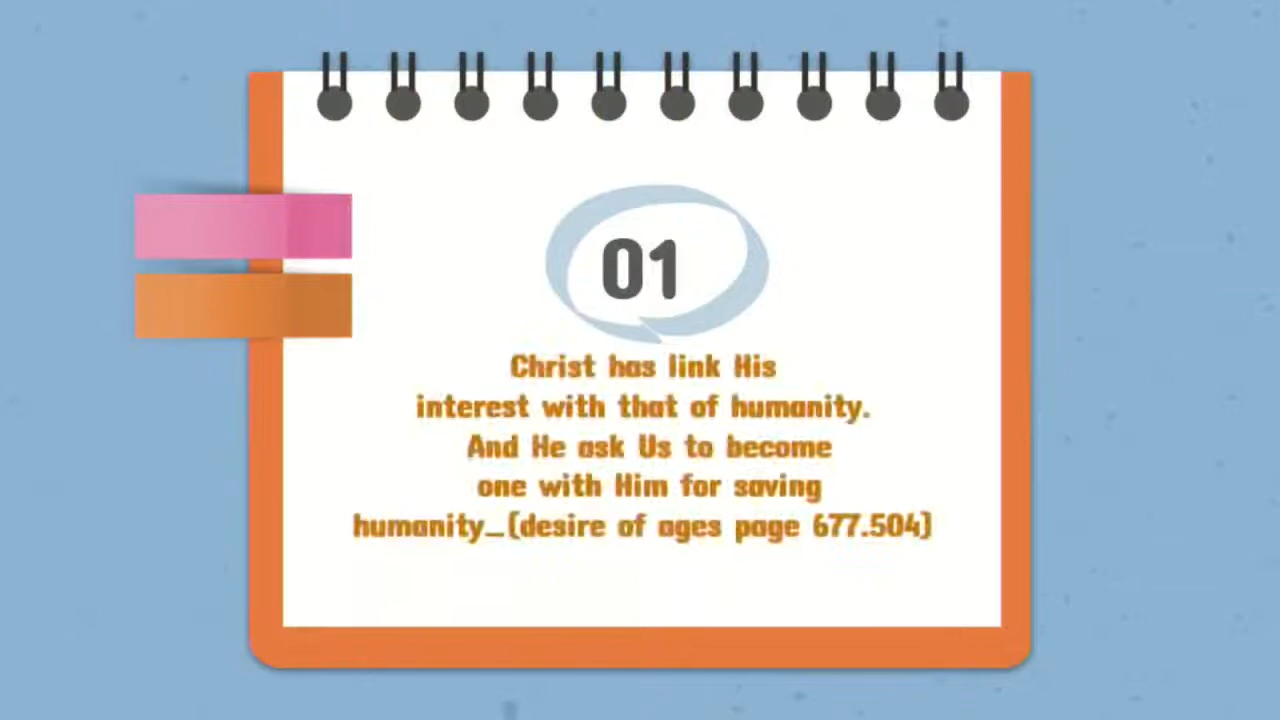 01
Christ has link His
interest with that of humanity.
And He ask Us to become
one with Him for saving
humanity_(desire of ages page 677.504)